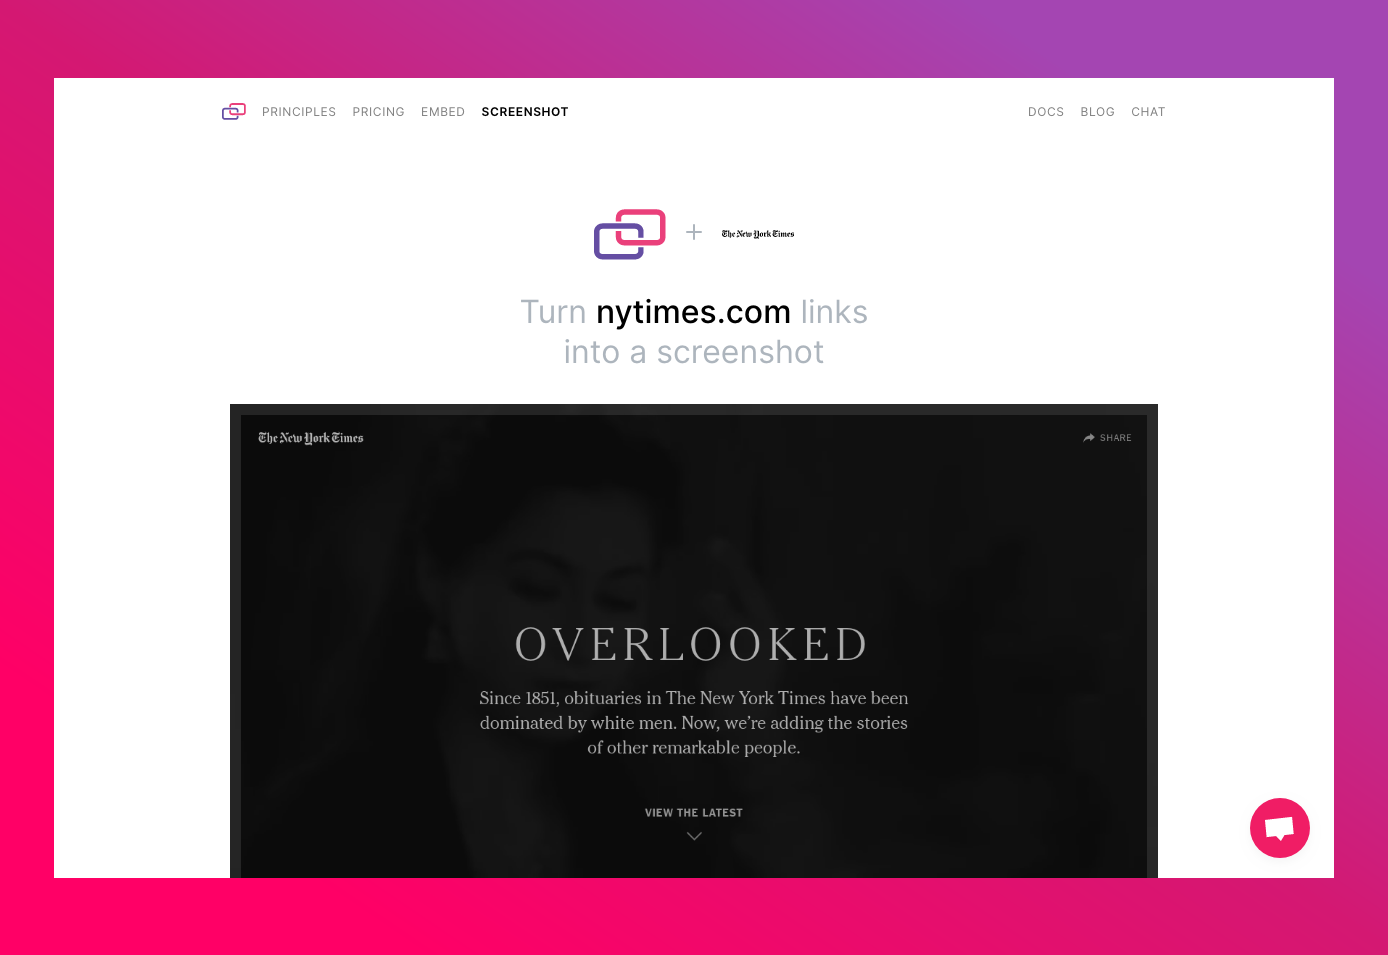 PRINCIPLES PRICING EMBED SCREENSHOT DOCS BLOG CHAT
The New York Times
Turn nytimes.com links
into a screenshot
The New York Times SHARE
OVERLOOKED
Since 1851, obituaries in The New York Times have been
dominated by white men. Now, we’re adding the stories
of other remarkable people.
VIEW THE LATEST